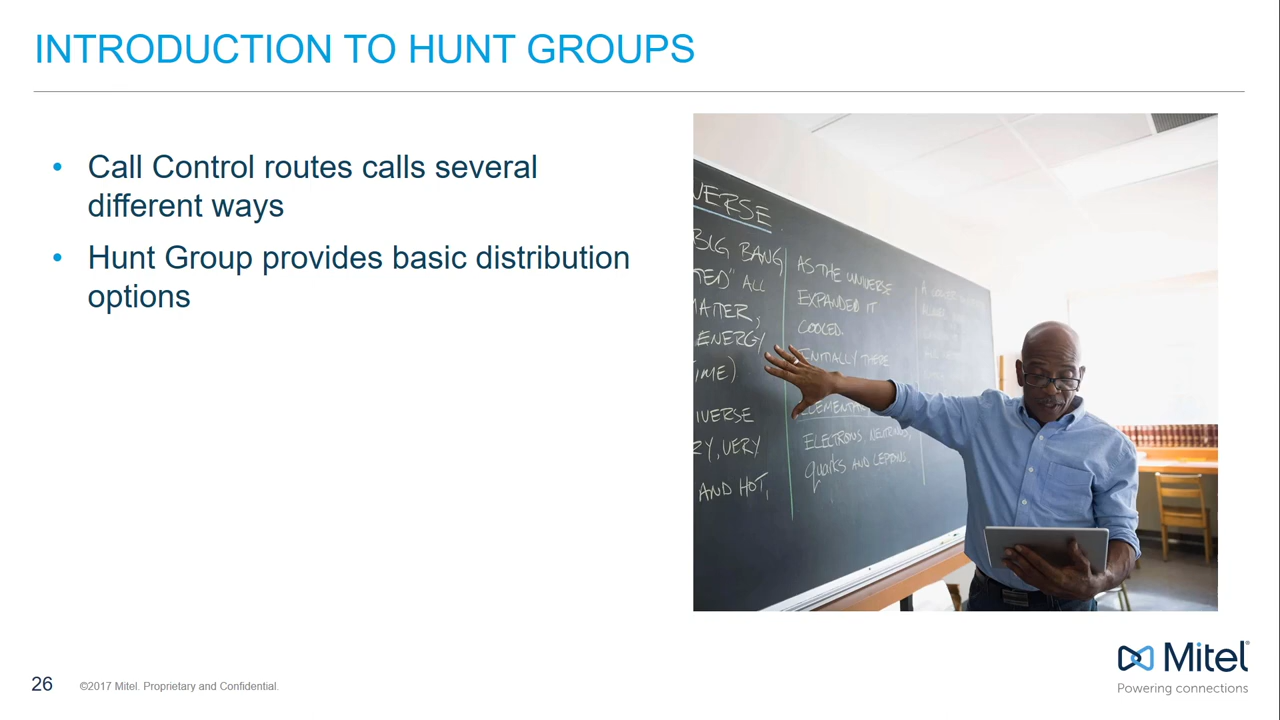 INTRODUCTION TO HUNT GROUPS
• Call Control routes calls several
different ways
• Hunt Group provides basic distribution
options
VERSE
BIG BANG
TED" ALL
MATTER,
ENERGY
IME)
IVERSE
RY, VERY
AND HOT,
AS THE UNIVERSE
EXPANDED IT
COOLED.
INITIALLY THERE
ELEMENTAR
ELECTRONS, NEUTRINOS,
quarks AND LEPTONS.
Mitel
Powering connections
26
©2017 Mitel. Proprietary and Confidential.